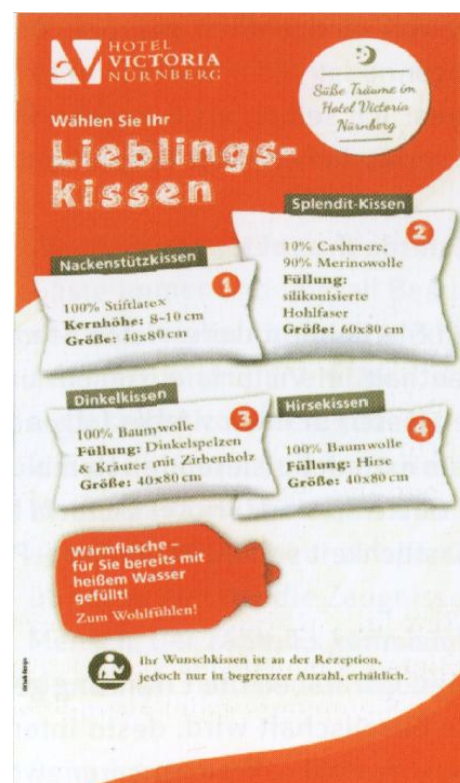 HOTEL
VICTORIA
NÜRNBERG
Süße Träume im
Hotel Victoria
Nürnberg
Wählen Sie Ihr
Lieblings-
kissen
Splendit-Kissen
2
10% Cashmere,
90% Merinowolle
Füllung:
silikonisierte
Hohlfaser
Größe: 60x80 cm
Nackenstützkissen
1
100% Stiftlatex
Kernhöhe: 8-10 cm
Größe: 40x80 cm
Dinkelkissen
3
100% Baumwolle
Füllung: Dinkelspelzen
& Kräuter mit Zirbenholz
Größe: 40x80 cm
Hirsekissen
4
100% Baumwolle
Füllung: Hirse
Größe: 40x80 cm
Wärmflasche –
für Sie bereits mit
heißem Wasser
gefüllt!
Zum Wohlfühlen!
Ihr Wunschkissen ist an der Rezeption,
jedoch nur in begrenzter Anzahl, erhältlich.